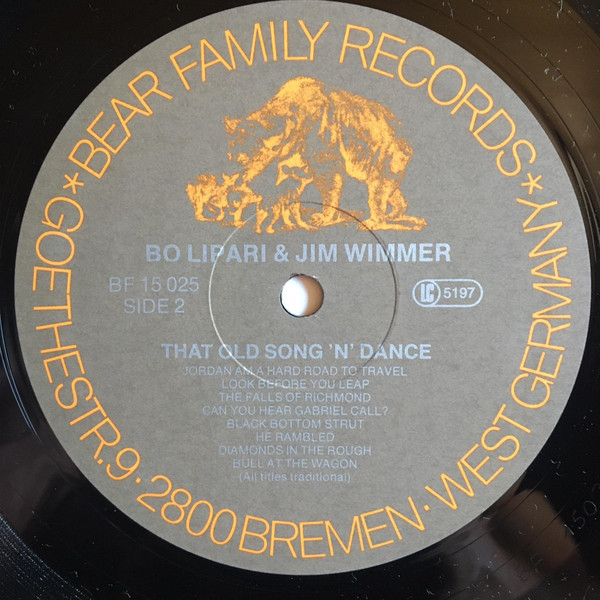 *BEAR FAMILY RECORDS*
GOETHESTR.9·2800 BREMEN·WEST GERMANY
BO LIPARI & JIM WIMMER
BF 15 025
SIDE 2
LC 5197
THAT OLD SONG 'N' DANCE
JORDAN AM A HARD ROAD TO TRAVEL
LOOK BEFORE YOU LEAP
THE FALLS OF RICHMOND
CAN YOU HEAR GABRIEL CALL?
BLACK BOTTOM STRUT
HE RAMBLED
DIAMONDS IN THE ROUGH
BULL AT THE WAGON
(All titles traditional)